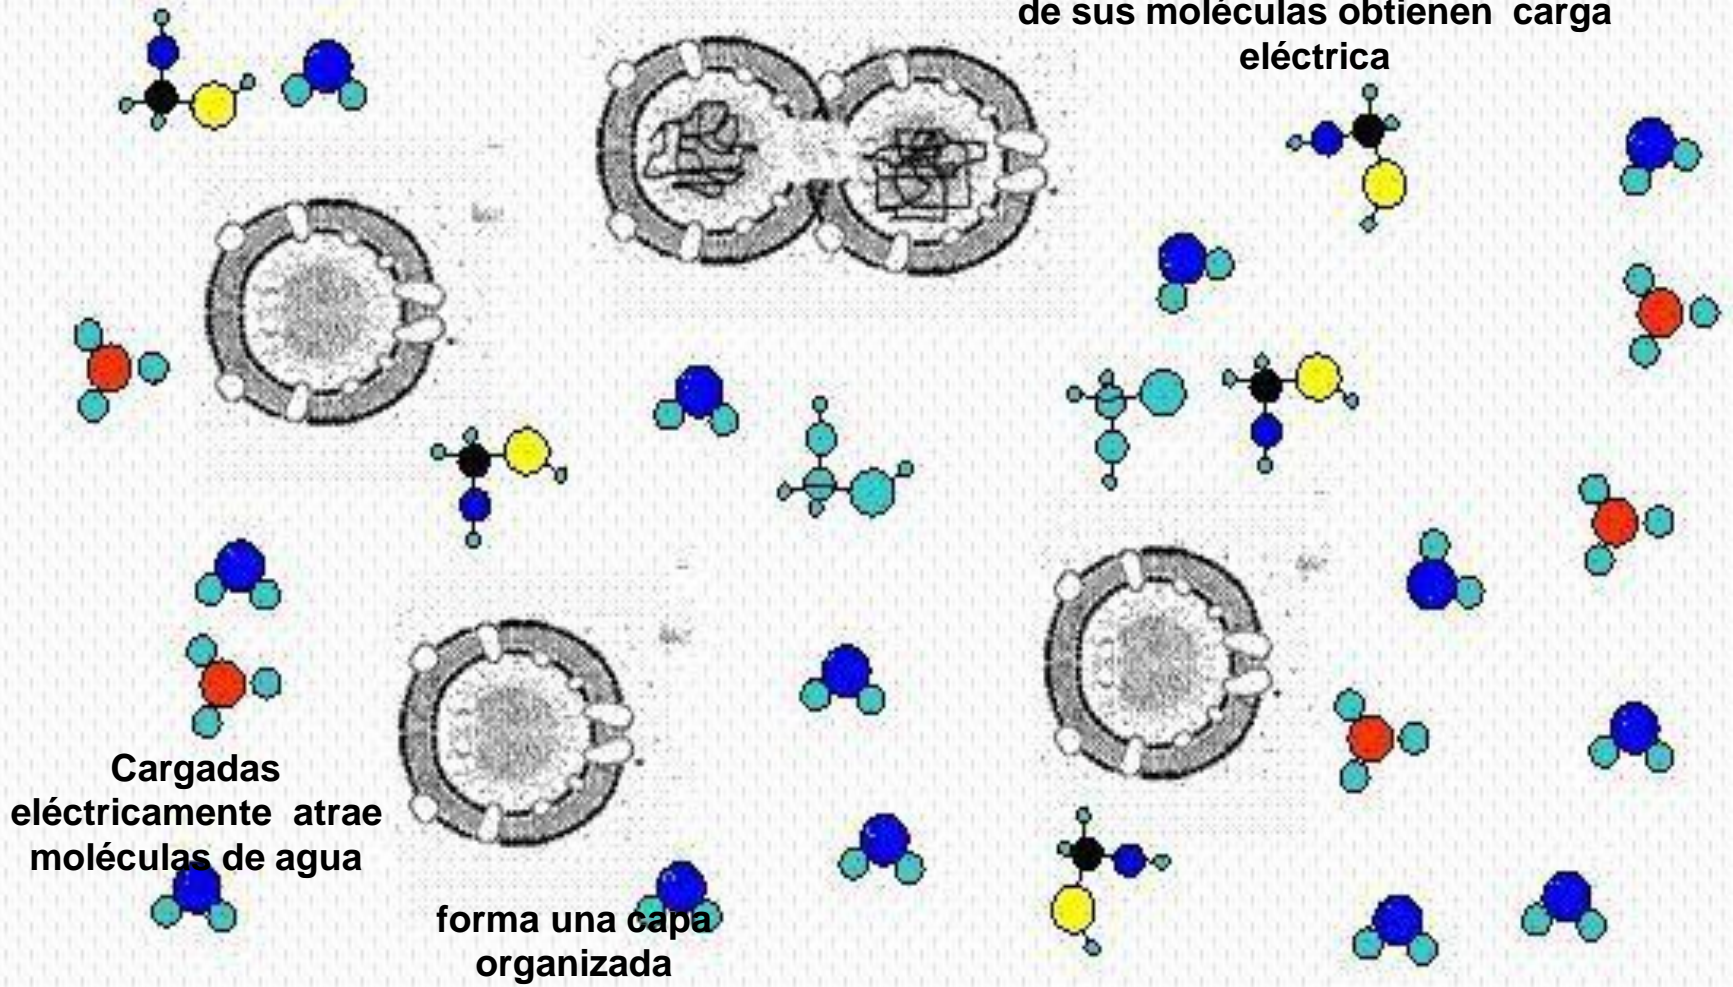 de sus moléculas obtienen carga
eléctrica
Cargadas
eléctricamente atrae
moléculas de agua
forma una capa
organizada